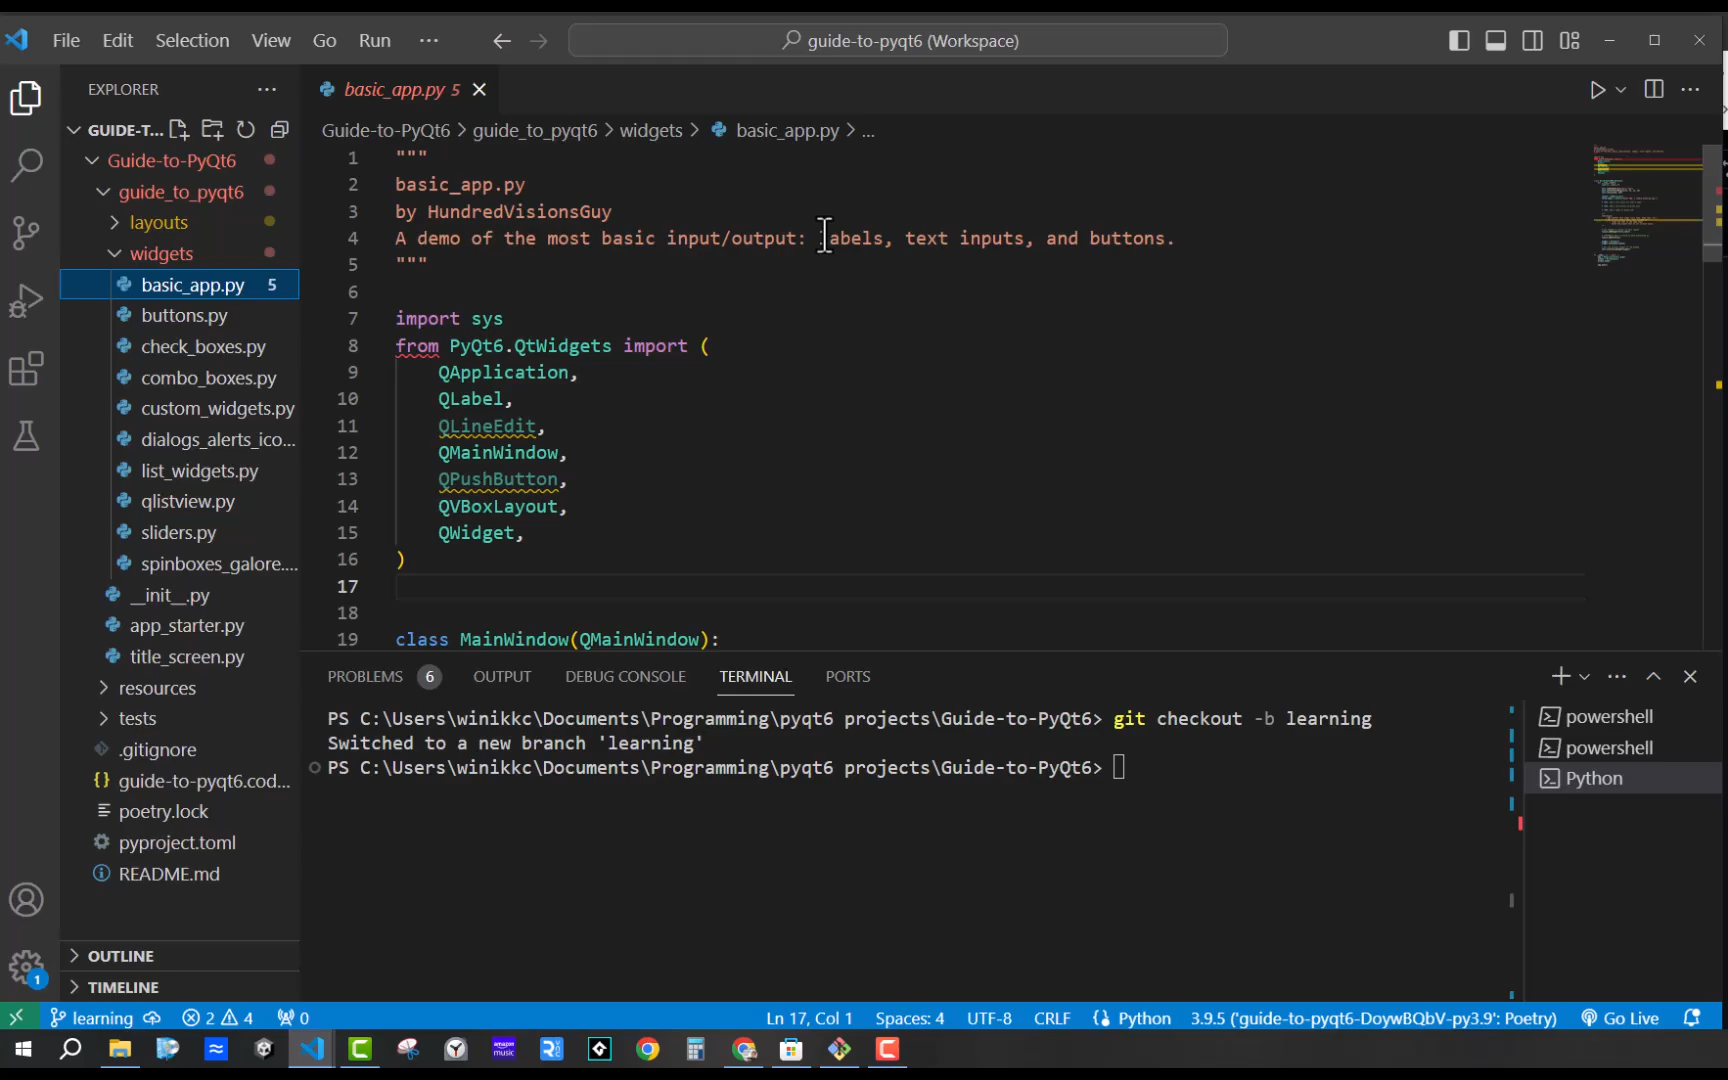 File Edit Selection View Go Run ··· guide-to-pyqt6 (Workspace)
EXPLORER ···
basic_app.py 5
GUIDE-T...
Guide-to-PyQt6 > guide_to_pyqt6 > widgets > basic_app.py > ...
Guide-to-PyQt6
guide_to_pyqt6
layouts
widgets
basic_app.py 5
buttons.py
check_boxes.py
combo_boxes.py
custom_widgets.py
dialogs_alerts_ico...
list_widgets.py
qlistview.py
sliders.py
spinboxes_galore....
__init__.py
app_starter.py
title_screen.py
resources
tests
.gitignore
{} guide-to-pyqt6.cod...
poetry.lock
pyproject.toml
README.md
OUTLINE
TIMELINE
1 """
2 basic_app.py
3 by HundredVisionsGuy
4 A demo of the most basic input/output: labels, text inputs, and buttons.
5 """
6
7 import sys
8 from PyQt6.QtWidgets import (
9 QApplication,
10 QLabel,
11 QLineEdit,
12 QMainWindow,
13 QPushButton,
14 QVBoxLayout,
15 QWidget,
16 )
17
18
19 class MainWindow(QMainWindow):
PROBLEMS 6 OUTPUT DEBUG CONSOLE TERMINAL PORTS
PS C:\Users\winikkc\Documents\Programming\pyqt6 projects\Guide-to-PyQt6> git checkout -b learning
Switched to a new branch 'learning'
PS C:\Users\winikkc\Documents\Programming\pyqt6 projects\Guide-to-PyQt6>
powershell
powershell
Python
1
learning 2 4 0 Ln 17, Col 1 Spaces: 4 UTF-8 CRLF {} Python 3.9.5 ('guide-to-pyqt6-DoywBQbV-py3.9': Poetry) Go Live